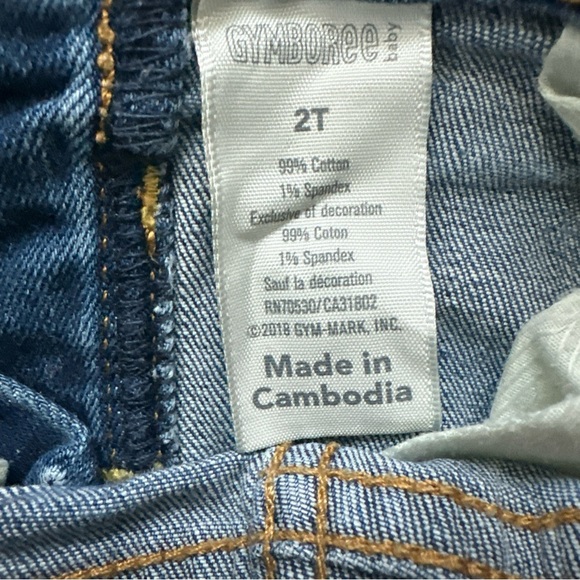 GYMBOREE baby
2T
99% Cotton
1% Spandex
Exclusive of decoration
99% Coton
1% Spandex
Sauf la décoration
RN70530/CA31802
©2018 GYM-MARK, INC.
Made in
Cambodia